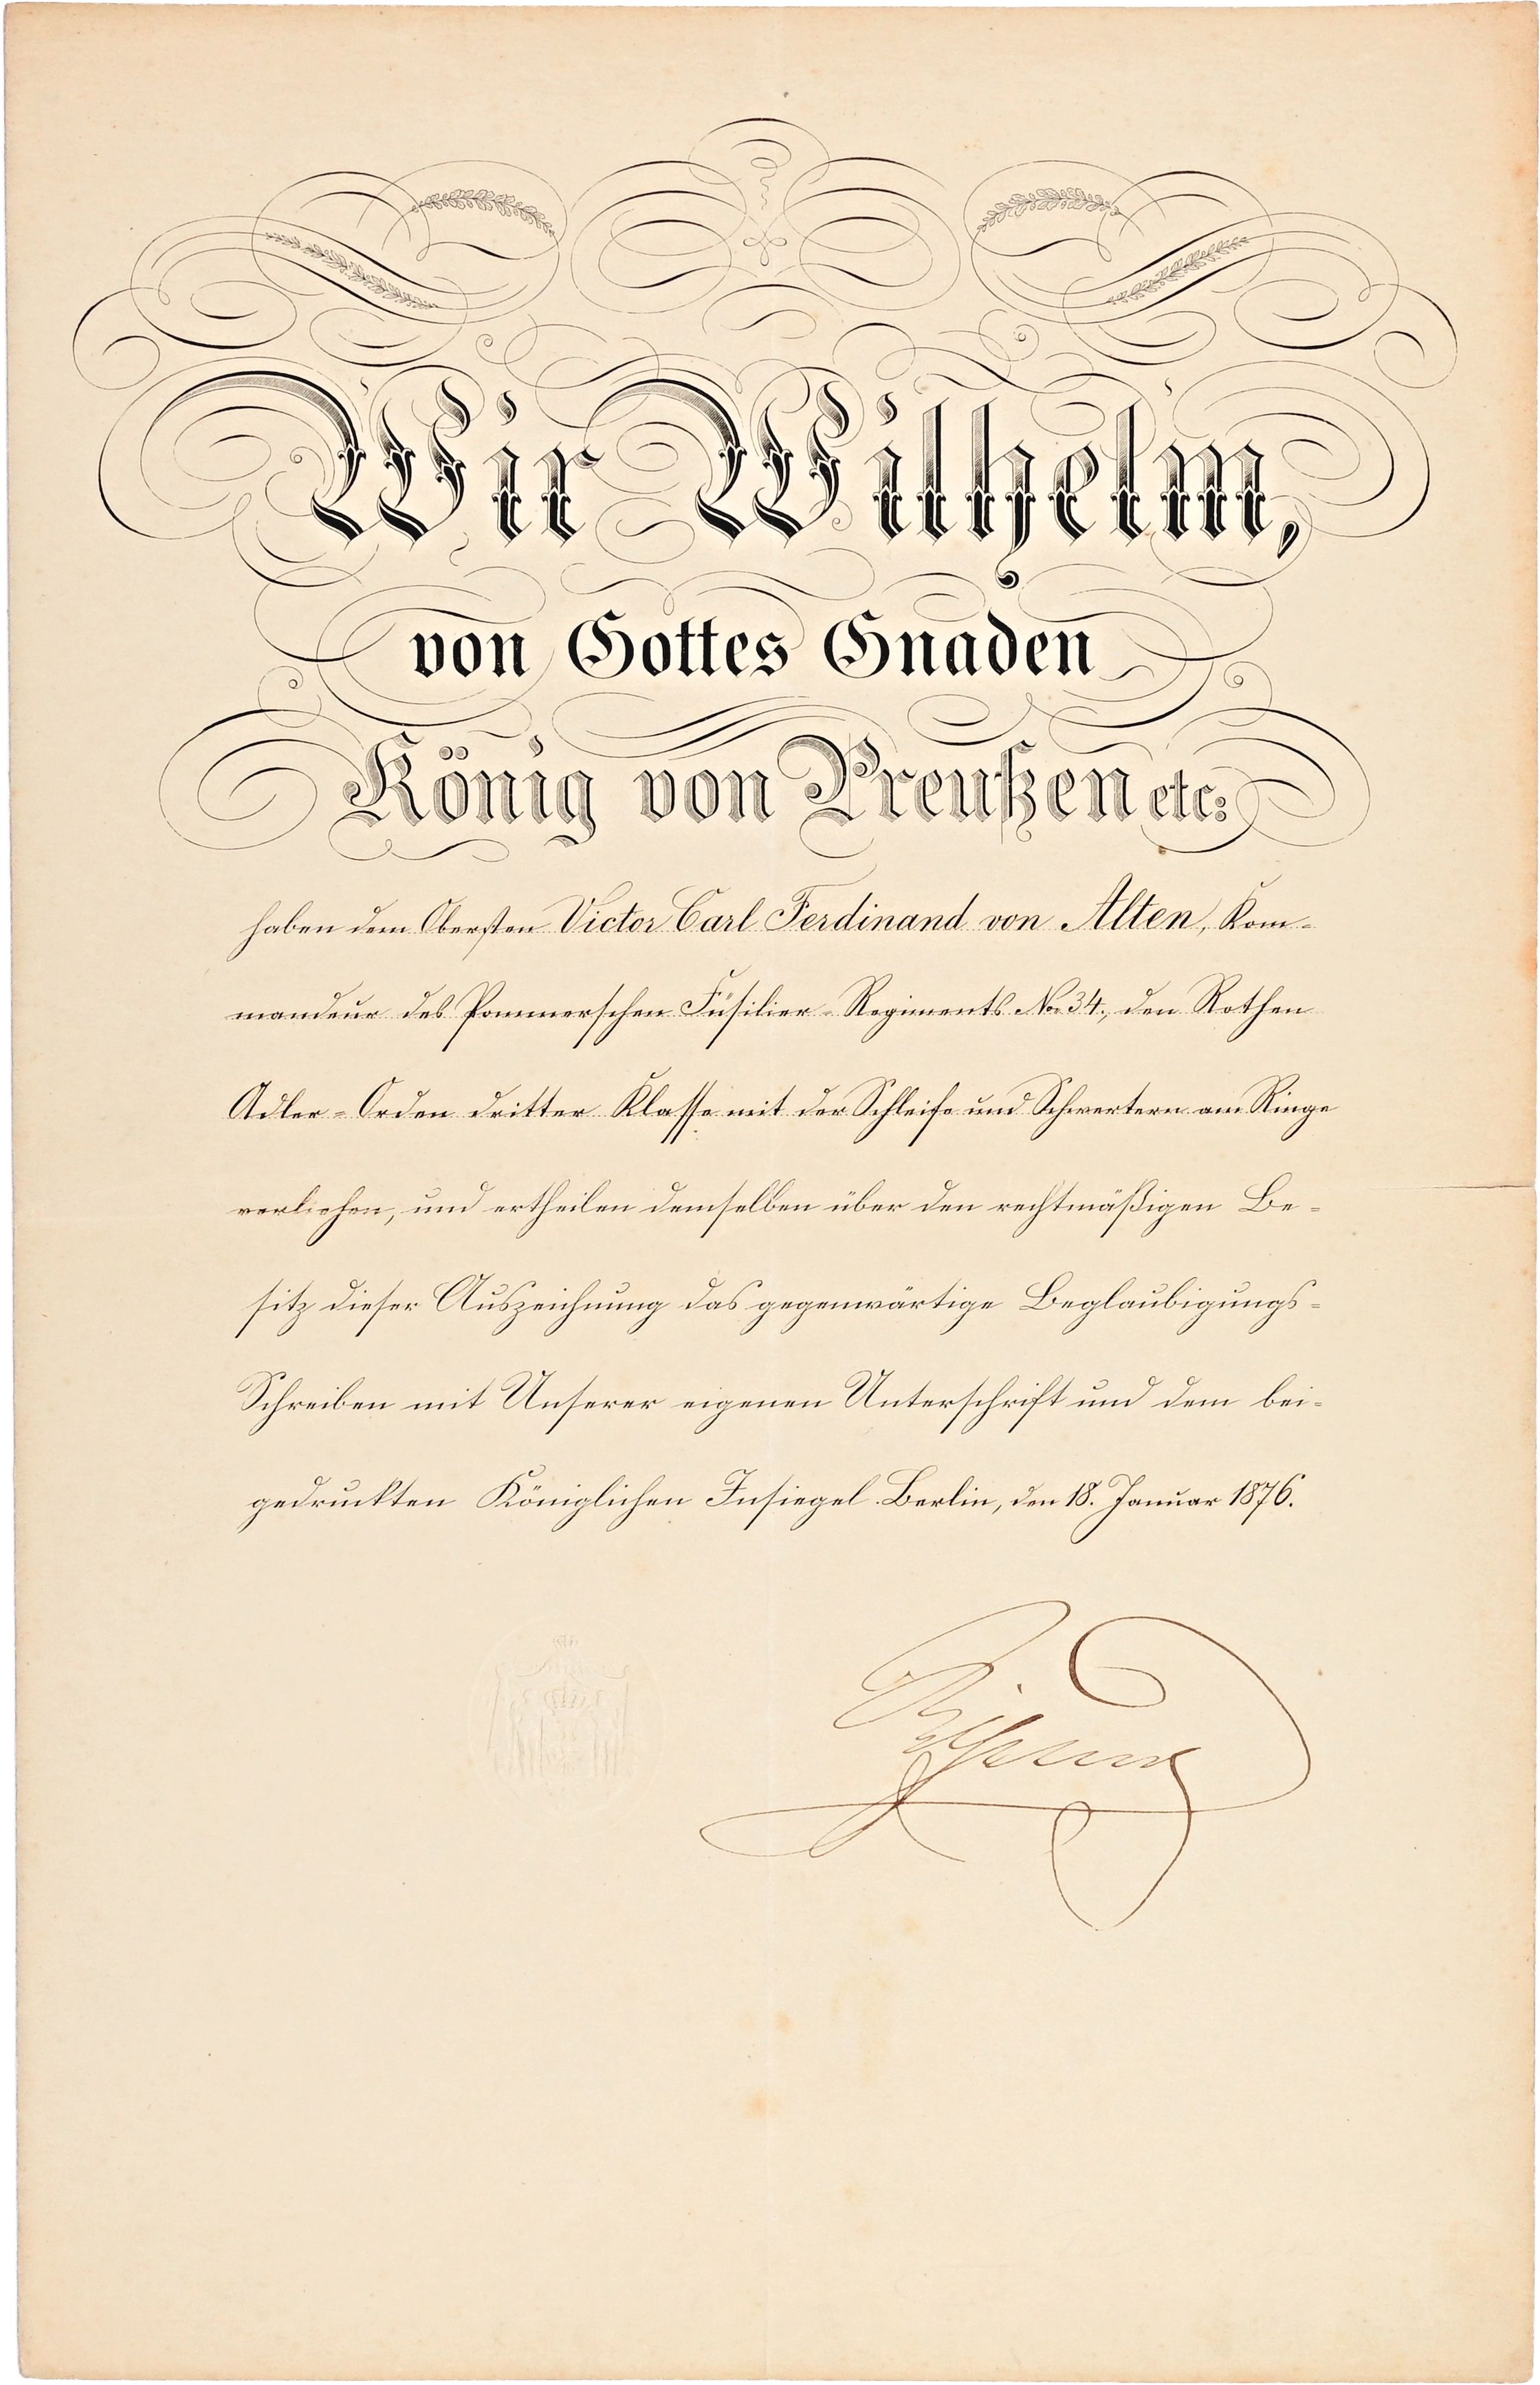 Wir Wilhelm,
von Gottes Gnaden
König von Preußen etc:
haben dem Obersten Victor Carl Ferdinand von Alten, Kom-
mandeur des Pommerschen Füsilier-Regiments No 34., den Rothen
Adler-Orden dritter Klasse mit der Schleife und Schwertern am Ringe
verliehen, und ertheilen demselben über den rechtmäßigen Be-
sitz dieser Auszeichnung das gegenwärtige Beglaubigungs-
Schreiben mit Unserer eigenen Unterschrift und dem bei-
gedruckten Königlichen Insiegel. Berlin, den 18. Januar 1876.
Wilhelm